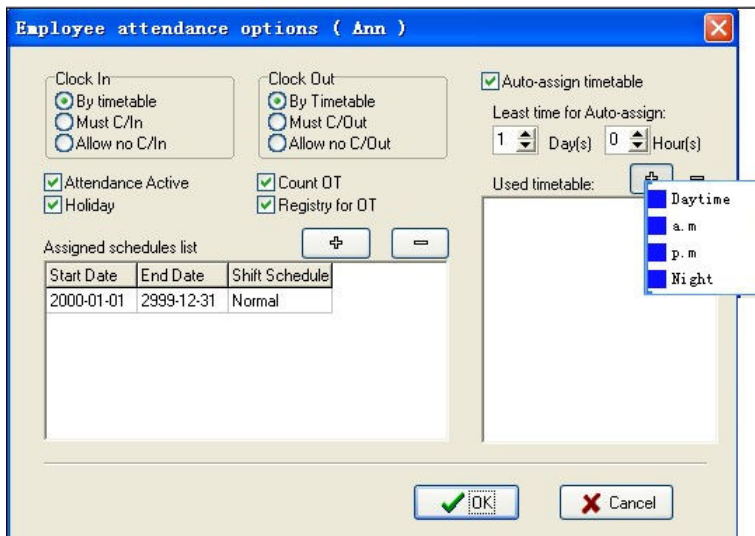 Employee attendance options ( Ann )
Clock In
By timetable
Must C/In
Allow no C/In
Clock Out
By Timetable
Must C/Out
Allow no C/Out
Auto-assign timetable
Least time for Auto-assign:
1 Day(s) 0 Hour(s)
Attendance Active
Holiday
Count OT
Registry for OT
Used timetable:
Daytime
a.m
p.m
Night
Assigned schedules list
Start Date End Date Shift Schedule
2000-01-01 2999-12-31 Normal
OK Cancel